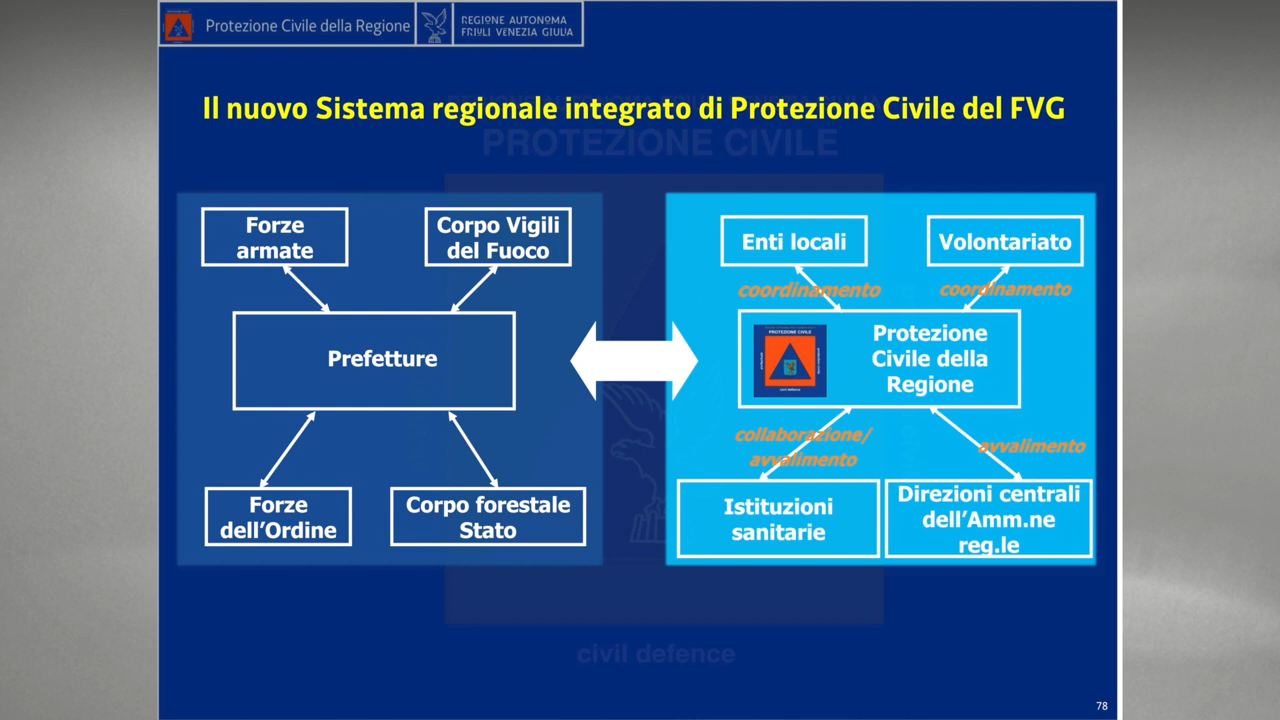 Protezione Civile della Regione
REGIONE AUTONOMA
FRIULI VENEZIA GIULIA
Il nuovo Sistema regionale integrato di Protezione Civile del FVG
PROTEZIONE CIVILE
Forze
armate
Corpo Vigili
del Fuoco
Prefetture
Forze
dell'Ordine
Corpo forestale
Stato
Enti locali
Volontariato
coordinamento
coordinamento
PROTEZIONE CIVILE
Protezione
Civile della
Regione
collaborazione/
avvalimento
avvalimento
Istituzioni
sanitarie
Direzioni centrali
dell'Amm.ne
reg.le
civil defence
78